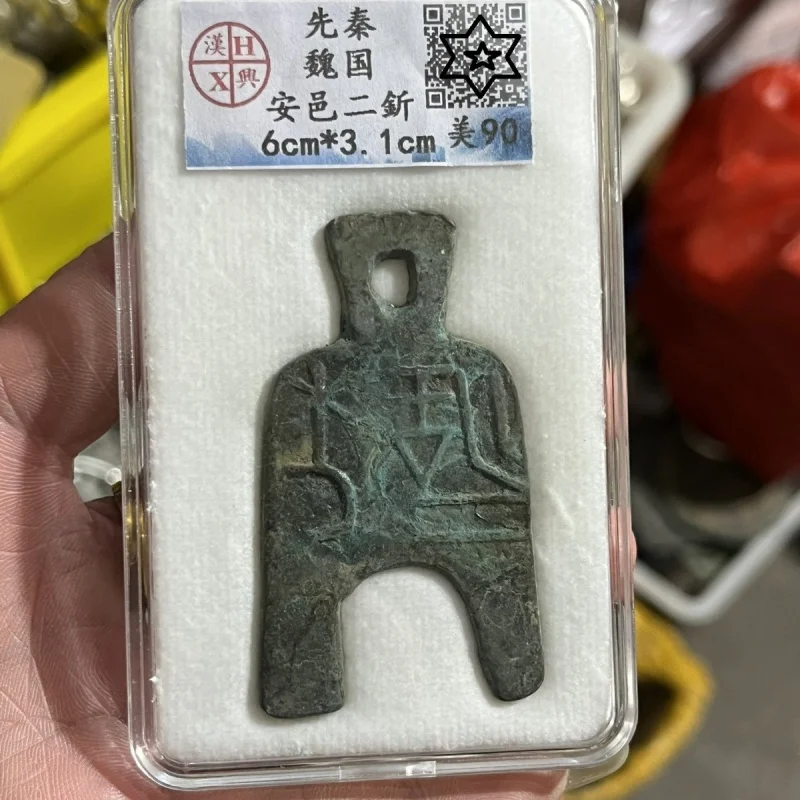 漢 H
X 興
先秦
魏国
安邑二釿
6cm*3.1cm 美90